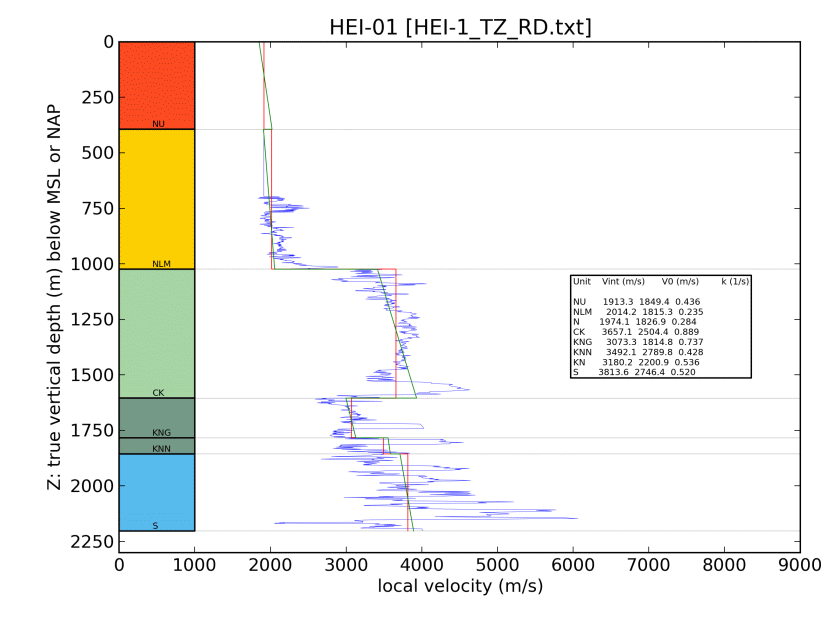 HEI-01 [HEI-1_TZ_RD.txt]
0
250
500
750
1000
1250
1500
1750
2000
2250
Z: true vertical depth (m) below MSL or NAP
NU
NLM
CK
KNG
KNN
S
Unit Vint (m/s) V0 (m/s) k (1/s)
NU 1913.3 1849.4 0.436
NLM 2014.2 1815.3 0.235
N 1974.1 1826.9 0.284
CK 3657.1 2504.4 0.889
KNG 3073.3 1814.8 0.737
KNN 3492.1 2789.8 0.428
KN 3180.2 2200.9 0.536
S 3813.6 2746.4 0.520
0 1000 2000 3000 4000 5000 6000 7000 8000 9000
local velocity (m/s)